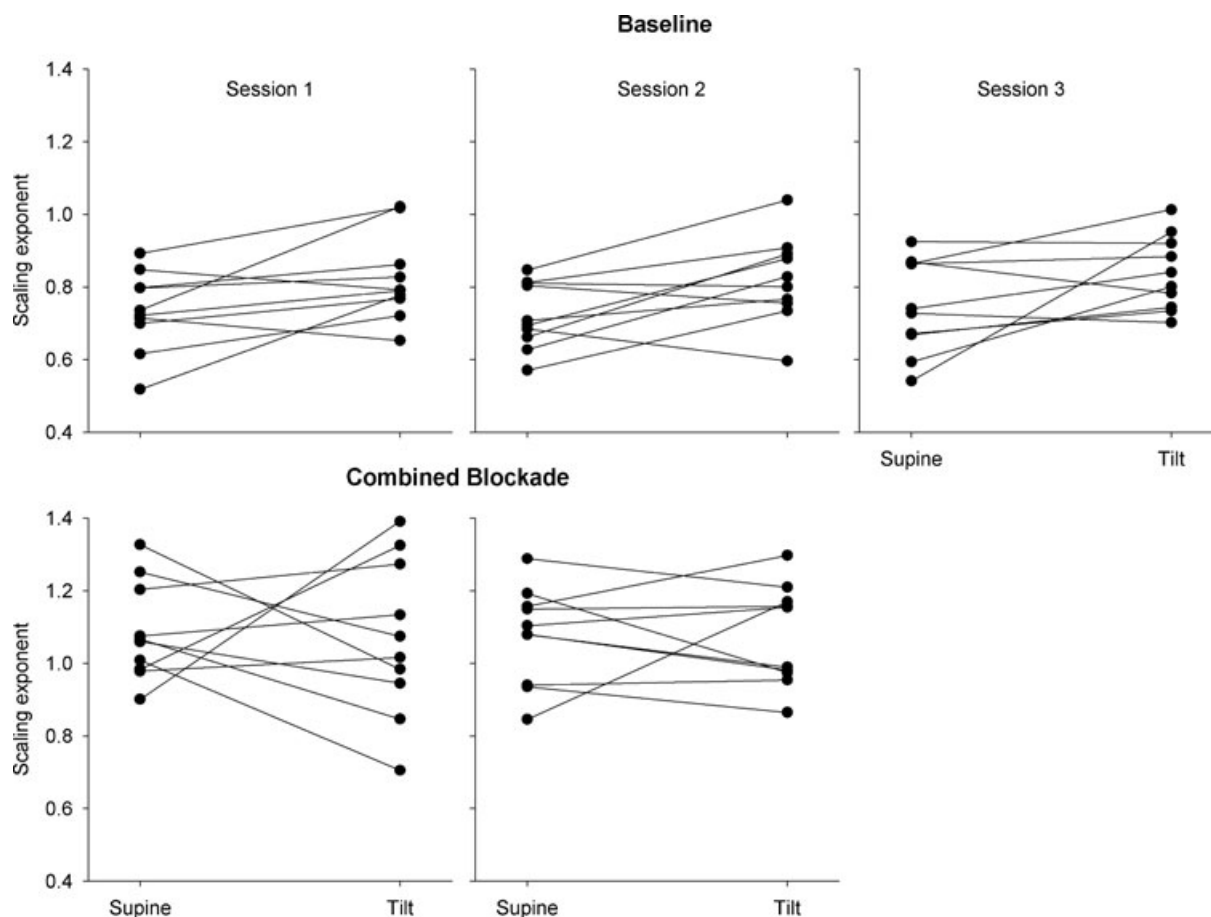 Baseline
Session 1
Session 2
Session 3
Scaling exponent
1.4
1.2
1.0
0.8
0.6
0.4
Supine
Tilt
Combined Blockade
Scaling exponent
1.4
1.2
1.0
0.8
0.6
0.4
Supine
Tilt
Supine
Tilt